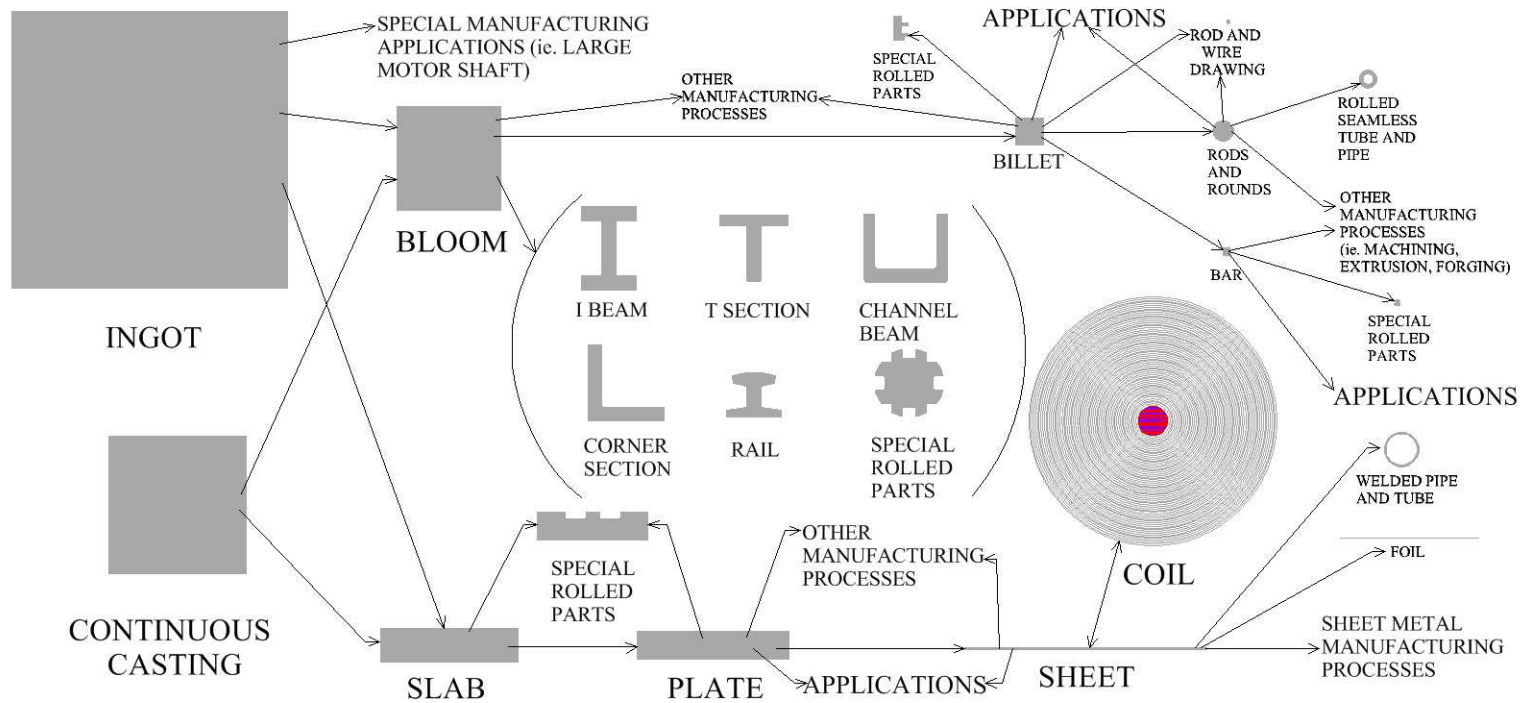 SPECIAL MANUFACTURING
APPLICATIONS (ie. LARGE
MOTOR SHAFT)
INGOT
BLOOM
OTHER
MANUFACTURING
PROCESSES
SPECIAL
ROLLED
PARTS
APPLICATIONS
ROD AND
WIRE
DRAWING
BILLET
RODS
AND
ROUNDS
ROLLED
SEAMLESS
TUBE AND
PIPE
OTHER
MANUFACTURING
PROCESSES
(ie. MACHINING,
EXTRUSION, FORGING)
BAR
SPECIAL
ROLLED
PARTS
APPLICATIONS
I BEAM
T SECTION
CHANNEL
BEAM
CORNER
SECTION
RAIL
SPECIAL
ROLLED
PARTS
COIL
WELDED PIPE
AND TUBE
FOIL
CONTINUOUS
CASTING
SPECIAL
ROLLED
PARTS
OTHER
MANUFACTURING
PROCESSES
SLAB
PLATE
APPLICATIONS
SHEET
SHEET METAL
MANUFACTURING
PROCESSES